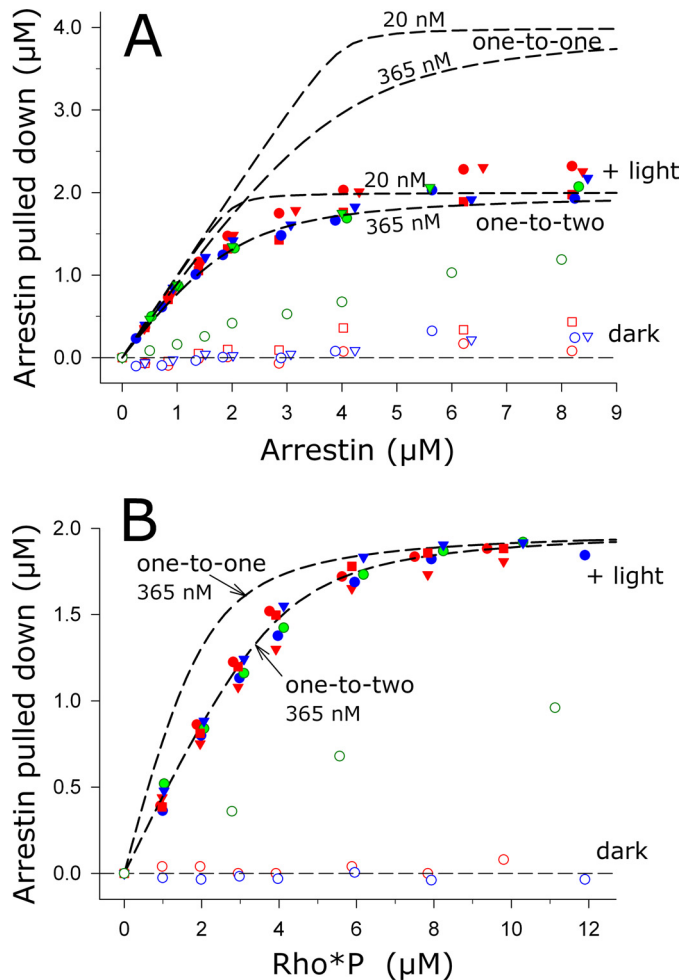 A
20 nM
one-to-one
365 nM
+ light
20 nM
365 nM
one-to-two
dark
4.0
3.0
2.0
1.0
0.0
Arrestin pulled down (µM)
0 1 2 3 4 5 6 7 8 9
Arrestin (µM)
B
one-to-one
365 nM
+ light
one-to-two
365 nM
dark
2.0
1.5
1.0
0.5
0.0
Arrestin pulled down (µM)
0 2 4 6 8 10 12
Rho*P (µM)